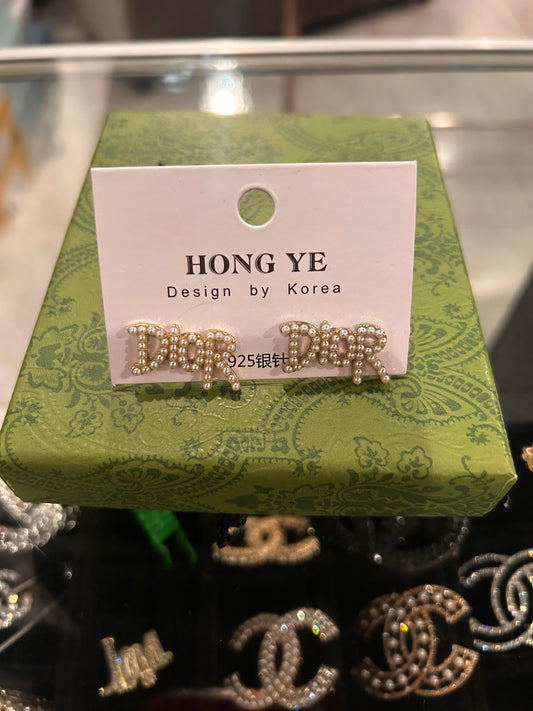 HONG YE
Design by Korea
DIOR DIOR
925银针